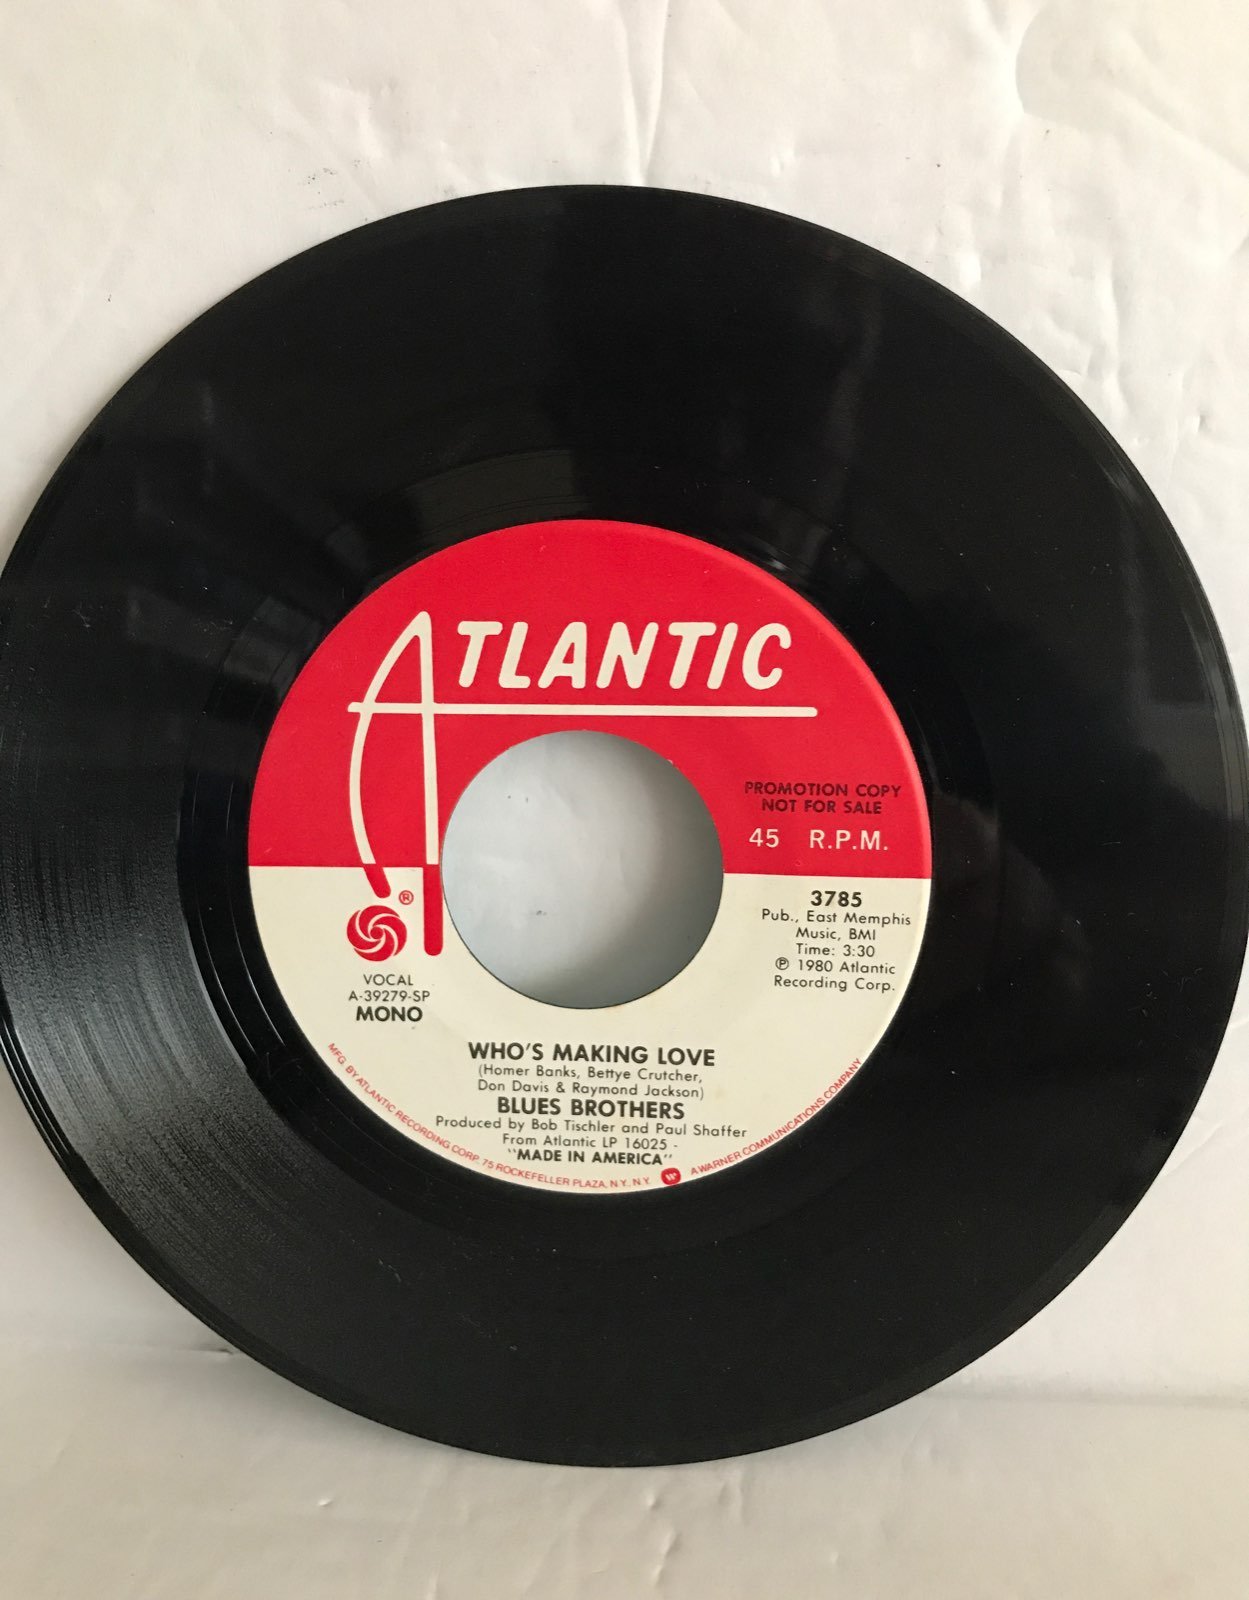 ATLANTIC
PROMOTION COPY
NOT FOR SALE
45 R.P.M.
®
3785
Pub., East Memphis
Music, BMI
Time: 3:30
℗ 1980 Atlantic
Recording Corp.
VOCAL
A-39279-SP
MONO
WHO'S MAKING LOVE
(Homer Banks, Bettye Crutcher,
Don Davis & Raymond Jackson)
BLUES BROTHERS
Produced by Bob Tischler and Paul Shaffer
From Atlantic LP 16025 -
"MADE IN AMERICA"
MFG. BY ATLANTIC RECORDING CORP. 75 ROCKEFELLER PLAZA, N.Y. N.Y. W A WARNER COMMUNICATIONS COMPANY